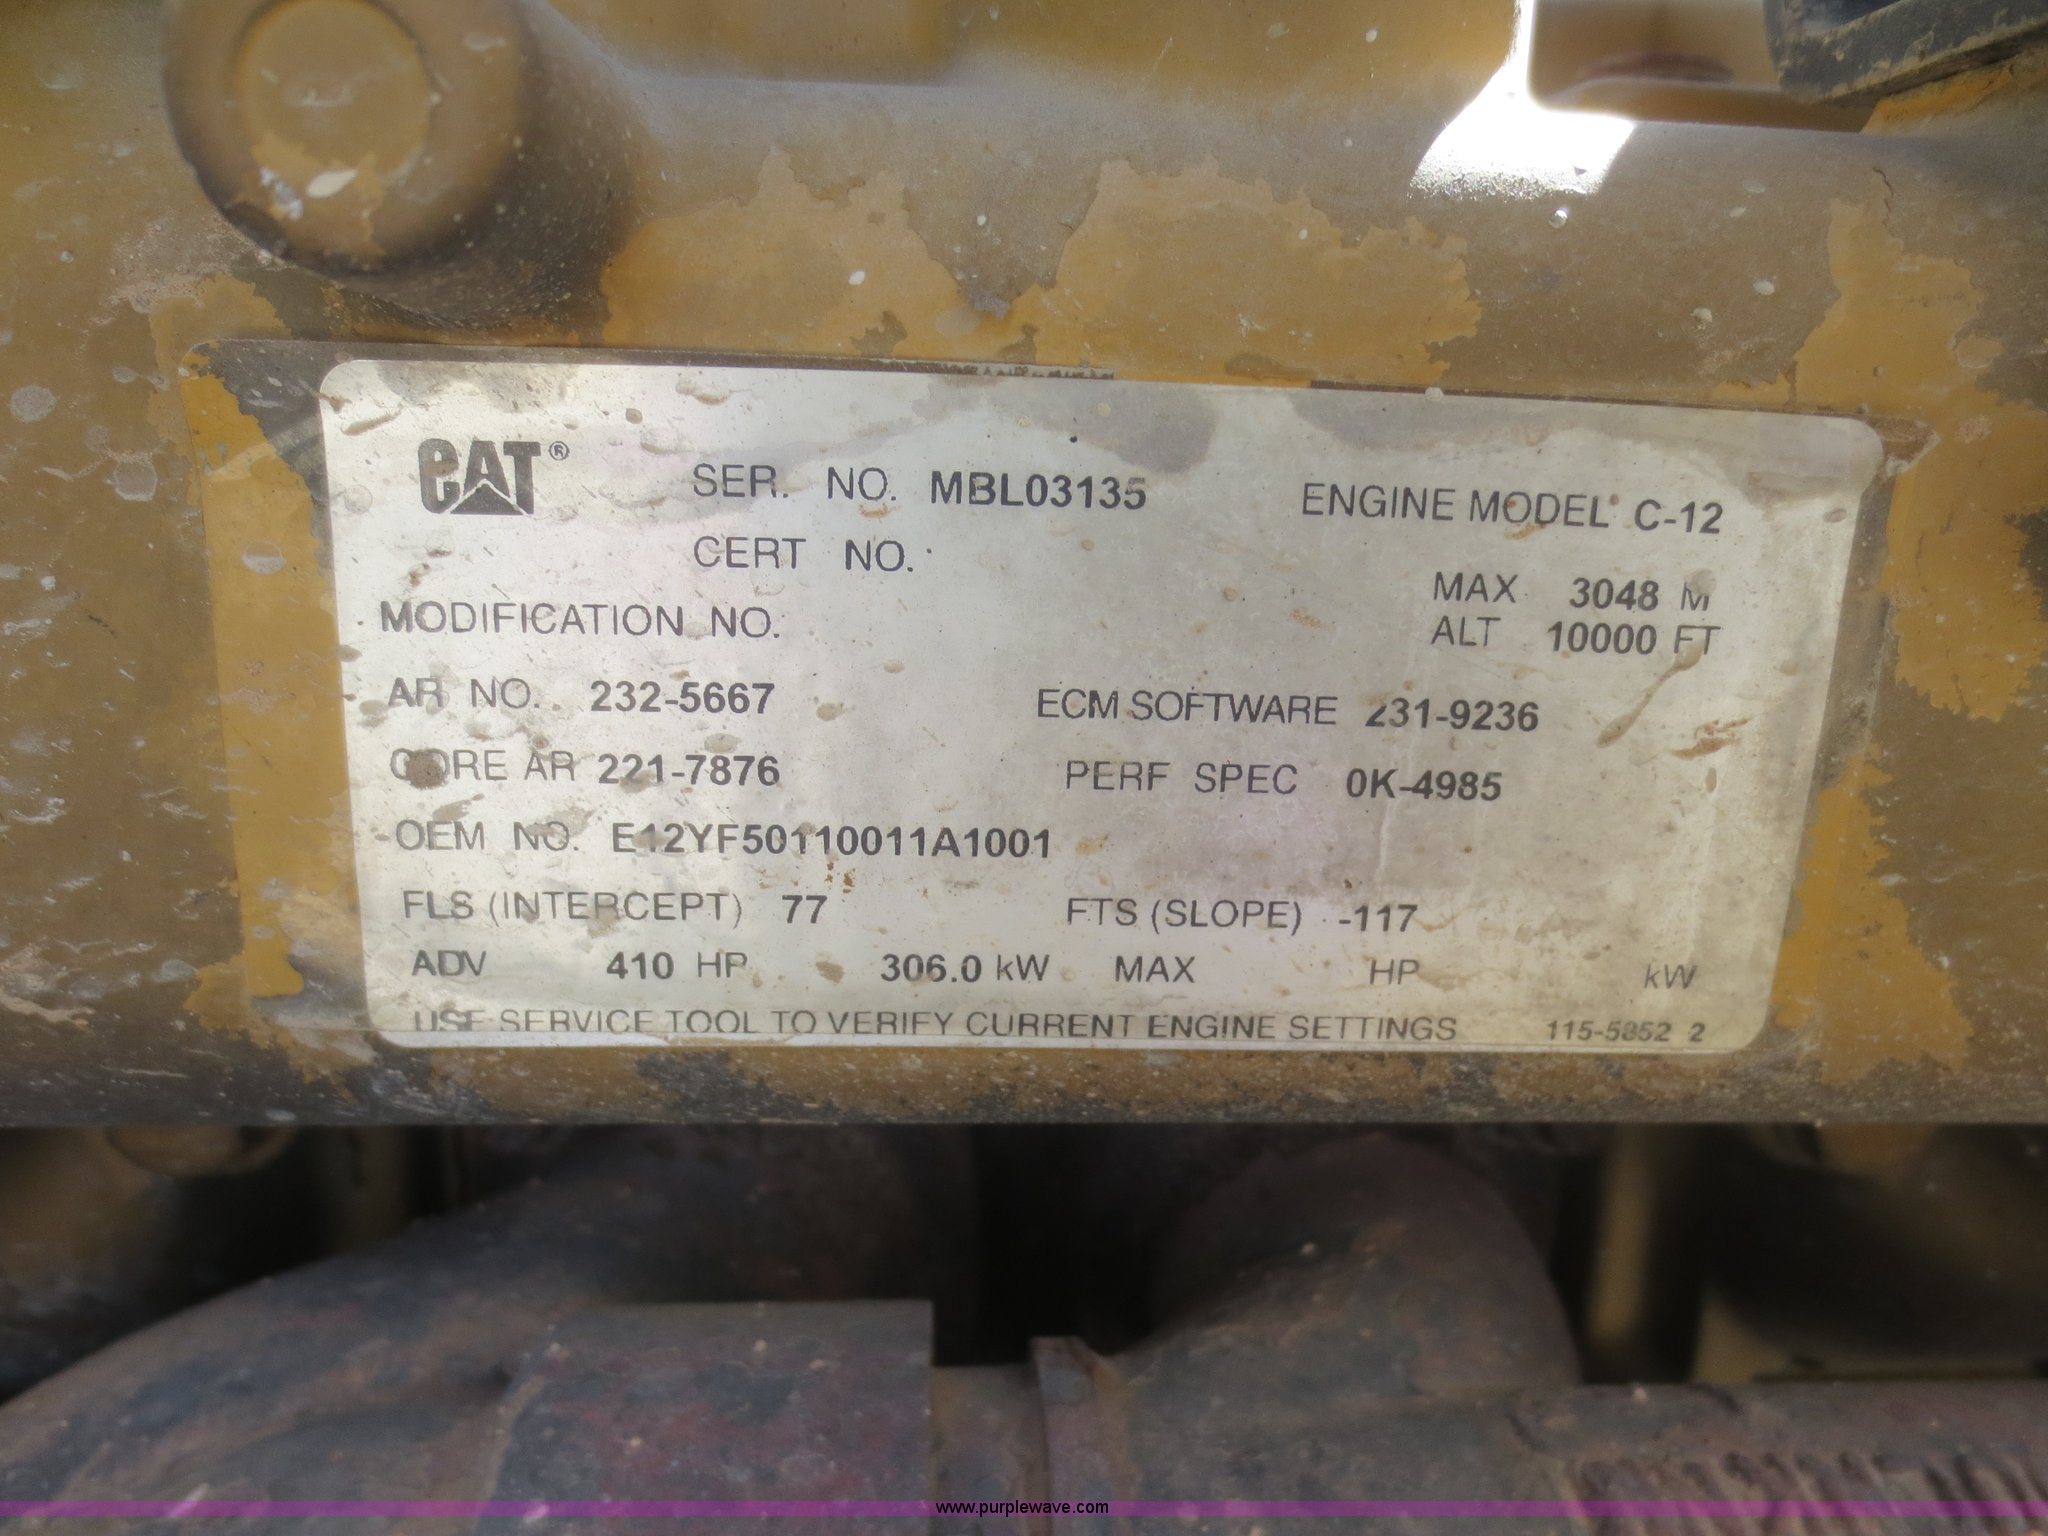 CAT®
SER. NO. MBL03135 ENGINE MODEL C-12
CERT NO.
MAX 3048 M
MODIFICATION NO.
ALT 10000 FT
AR NO. 232-5667 ECM SOFTWARE 231-9236
CORE AR 221-7876 PERF SPEC 0K-4985
OEM NO. E12YF50110011A1001
FLS (INTERCEPT) 77 FTS (SLOPE) -117
ADV 410 HP 306.0 kW MAX HP kW
USE SERVICE TOOL TO VERIFY CURRENT ENGINE SETTINGS 115-5852 2
www.purplewave.com